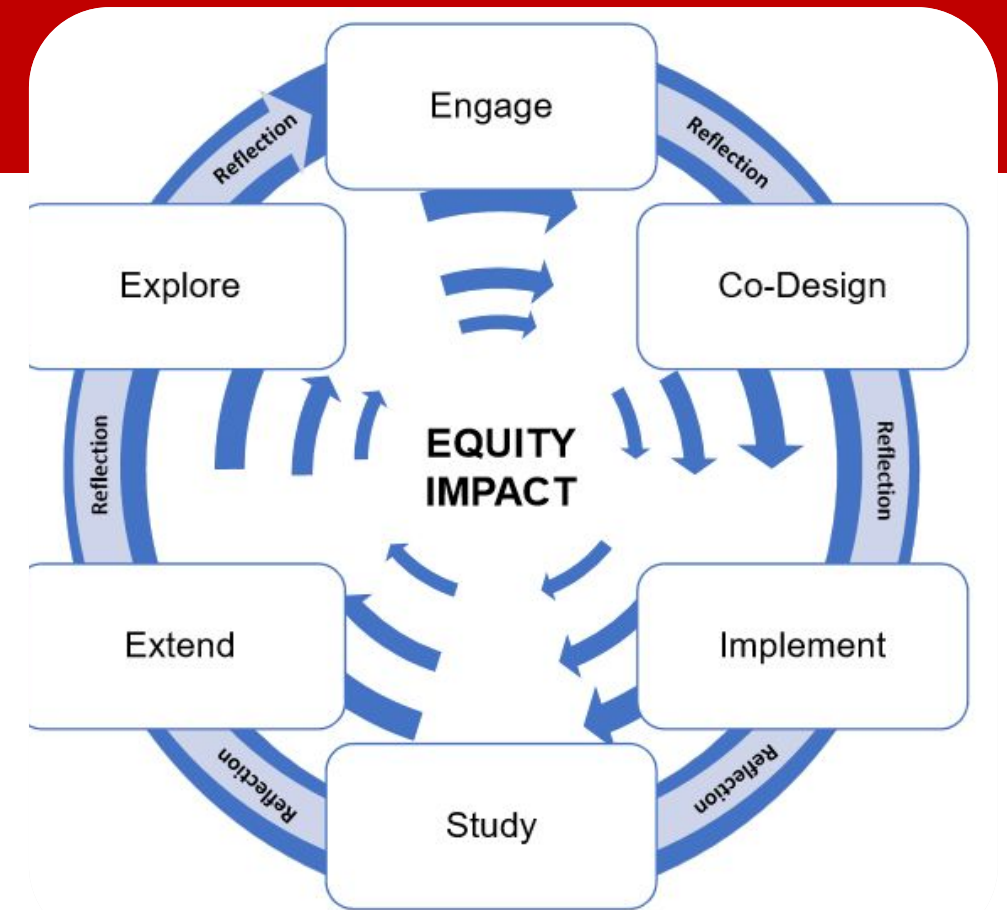 Engage
Reflection
Reflection
Explore
Co-Design
EQUITY
IMPACT
Reflection
Reflection
Extend
Implement
Reflection
Reflection
Study